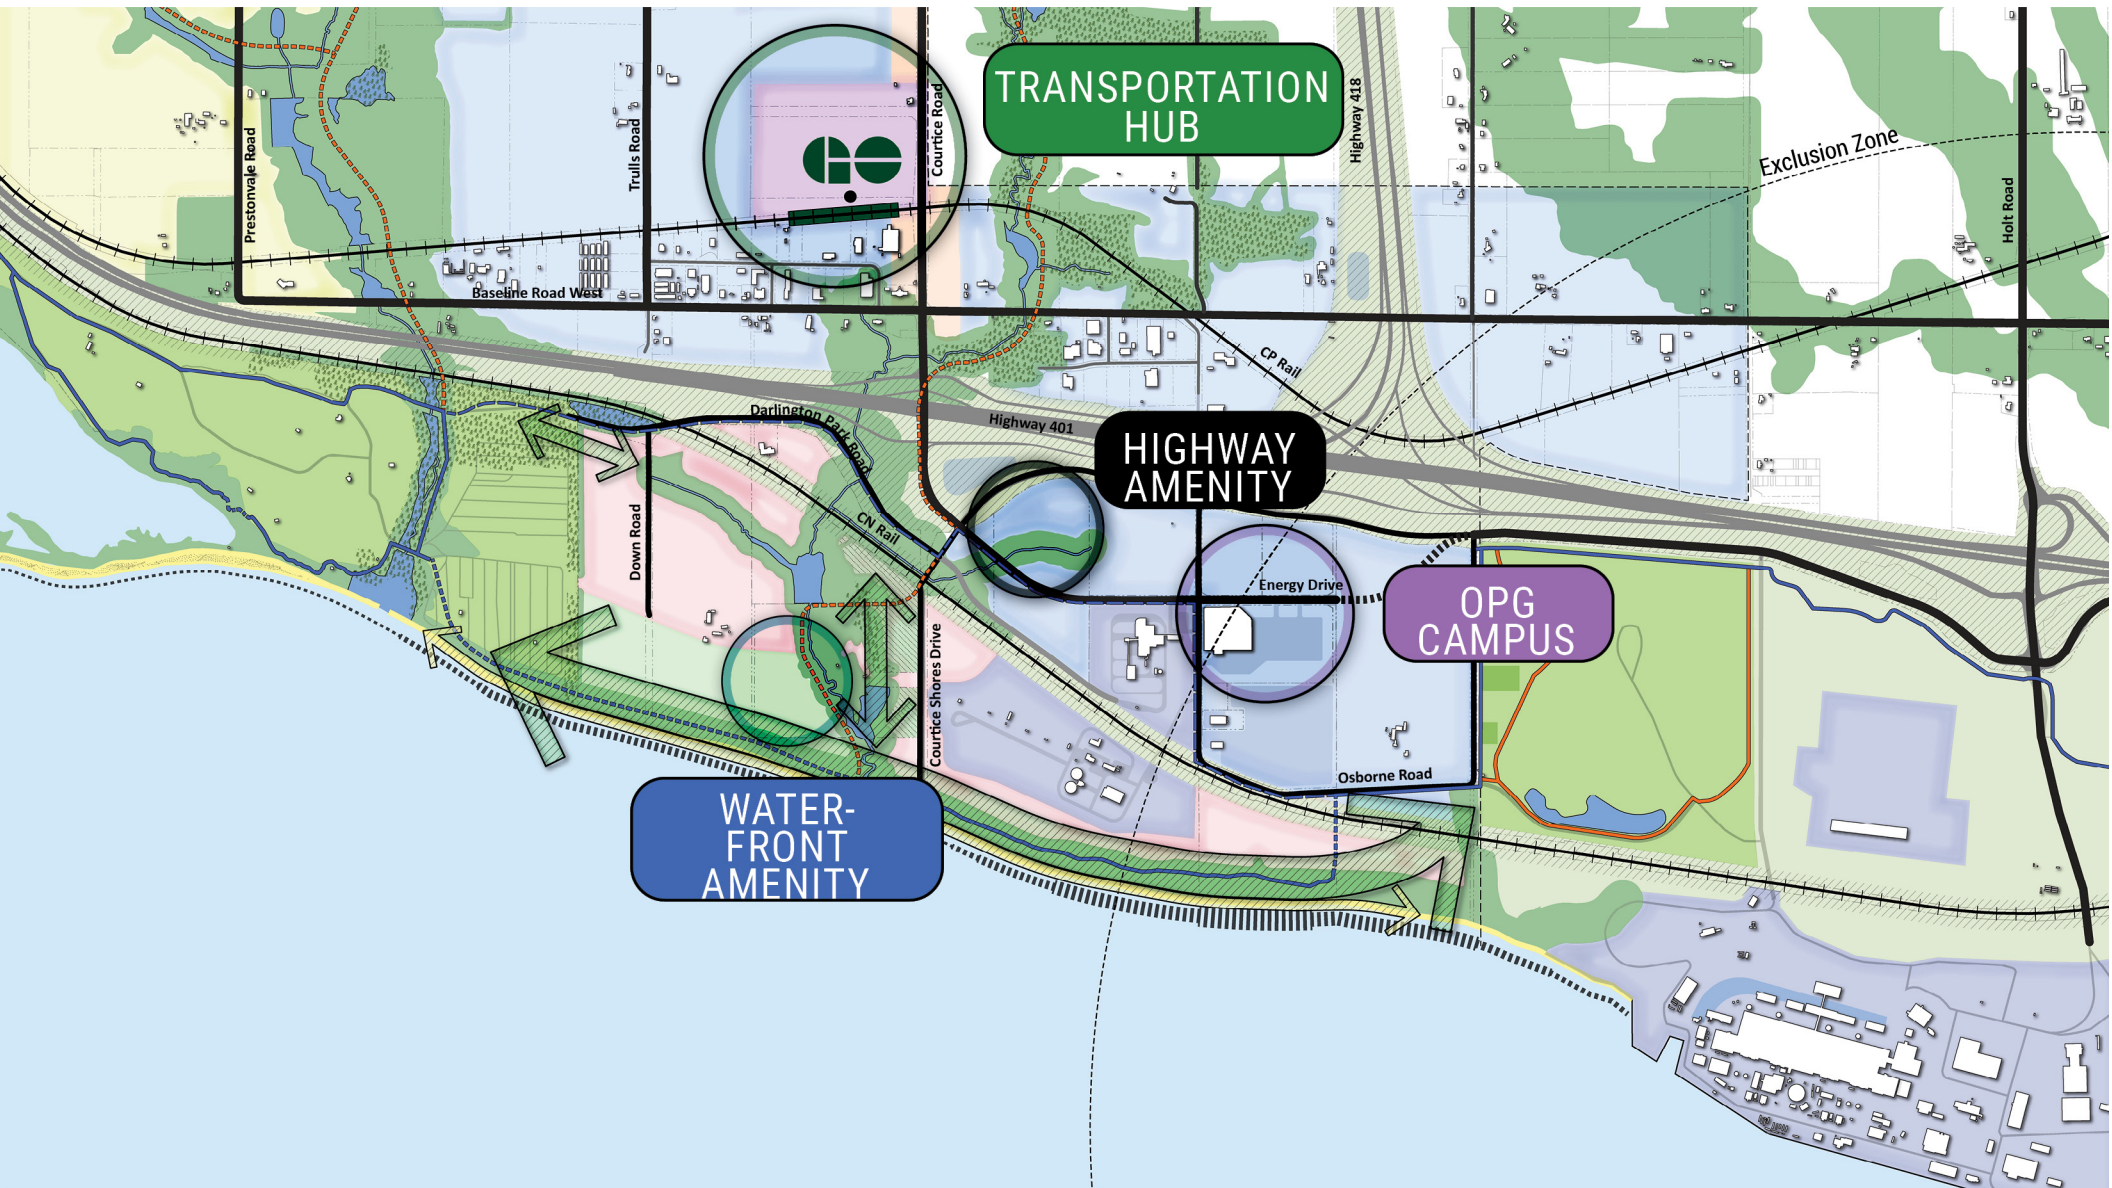 TRANSPORTATION
HUB
Highway 418
Courtice Road
Trulls Road
Prestonvale Road
GO
Exclusion Zone
Holt Road
Baseline Road West
CP Rail
Darlington Park Road
Highway 401
HIGHWAY
AMENITY
CN Rail
Down Road
Energy Drive
OPG
CAMPUS
Courtice Shores Drive
Osborne Road
WATER-
FRONT
AMENITY